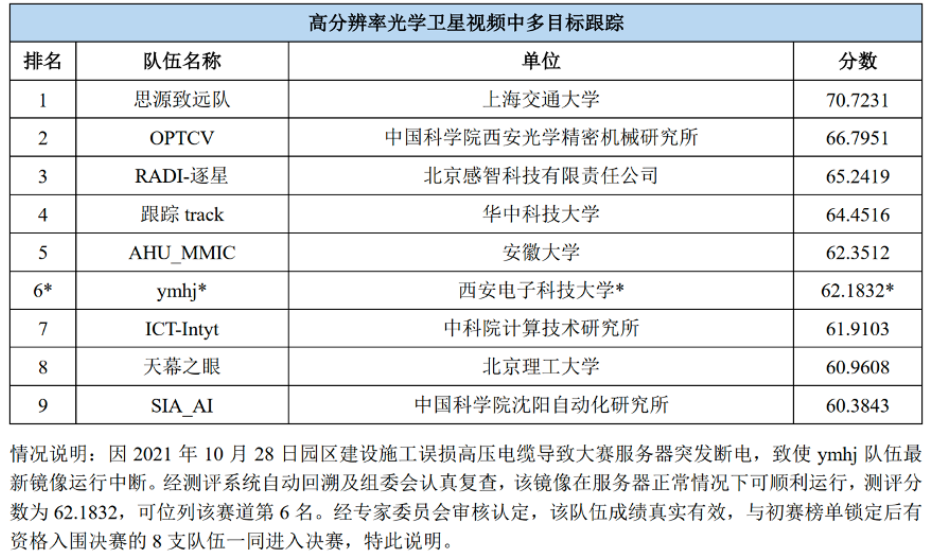 高分辨率光学卫星视频中多目标跟踪
排名 队伍名称 单位 分数
1 思源致远队 上海交通大学 70.7231
2 OPTCV 中国科学院西安光学精密机械研究所 66.7951
3 RADI-逐星 北京感智科技有限责任公司 65.2419
4 跟踪 track 华中科技大学 64.4516
5 AHU_MMIC 安徽大学 62.3512
6* ymhj* 西安电子科技大学* 62.1832*
7 ICT-Intyt 中科院计算技术研究所 61.9103
8 天幕之眼 北京理工大学 60.9608
9 SIA_AI 中国科学院沈阳自动化研究所 60.3843
情况说明：因 2021 年 10 月 28 日园区建设施工误损高压电缆导致大赛服务器突发断电，致使 ymhj 队伍最
新镜像运行中断。经测评系统自动回溯及组委会认真复查，该镜像在服务器正常情况下可顺利运行，测评分
数为 62.1832，可位列该赛道第 6 名。经专家委员会审核认定，该队伍成绩真实有效，与初赛榜单锁定后有
资格入围决赛的 8 支队伍一同进入决赛，特此说明。